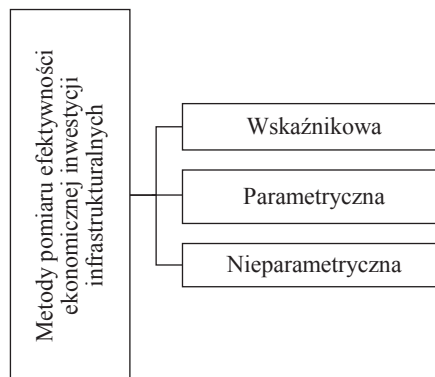 Metody pomiaru efektywności
ekonomicznej inwestycji
infrastrukturalnych
Wskaźnikowa
Parametryczna
Nieparametryczna